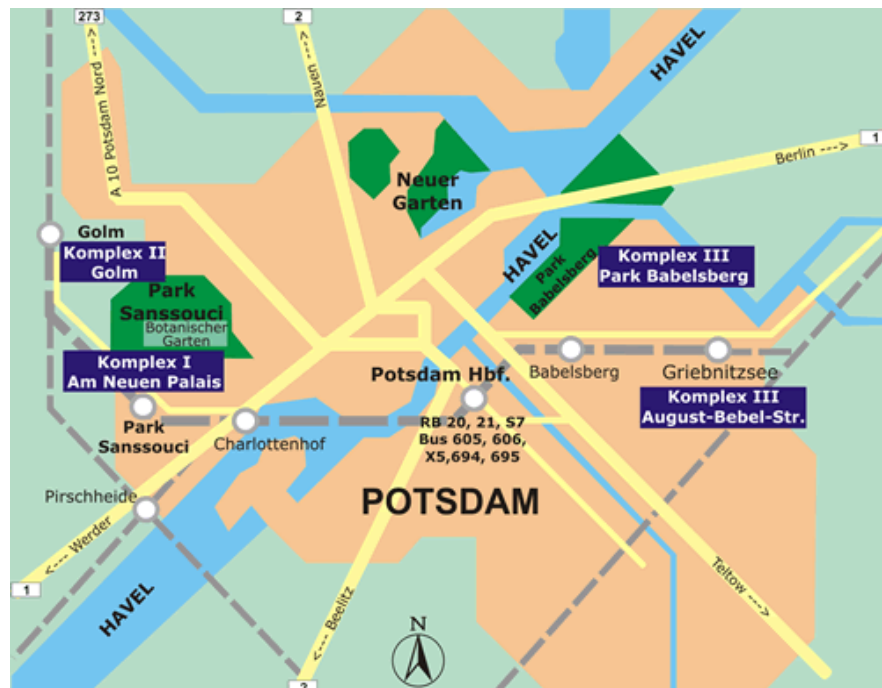 273
2
HAVEL
<--- A 10 Potsdam Nord
<--- Nauen
1
Berlin --->
Neuer
Garten
Golm
Komplex II
Golm
HAVEL
Park
Babelsberg
Komplex III
Park Babelsberg
Park
Sanssouci
Botanischer
Garten
Komplex I
Am Neuen Palais
Potsdam Hbf.
Babelsberg
Griebnitzsee
Komplex III
August-Bebel-Str.
Park
Sanssouci
Charlottenhof
RB 20, 21, S7
Bus 605, 606,
X5,694, 695
Pirschheide
POTSDAM
<--- Werder
1
HAVEL
<--- Beelitz
Teltow --->
N
2